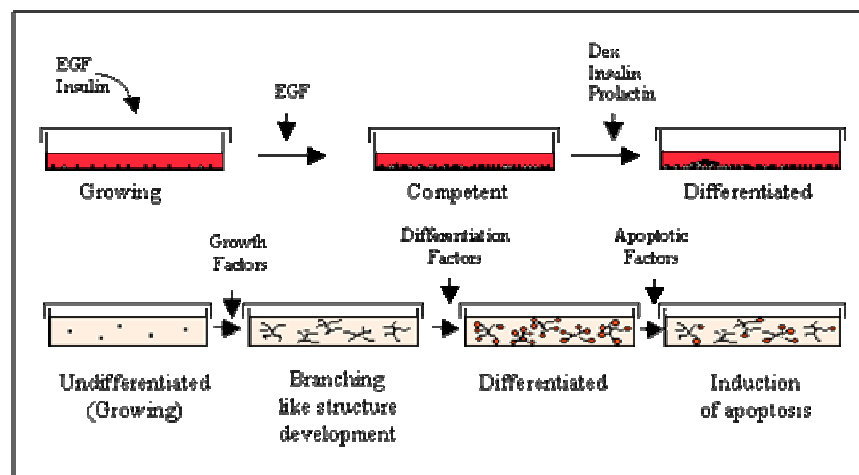 EGF
Insulin
EGF
Dex
Insulin
Prolactin
Growing
Competent
Differentiated
Growth
Factors
Differentiation
Factors
Apoptotic
Factors
Undifferentiated
(Growing)
Branching
like structure
development
Differentiated
Induction
of apoptosis